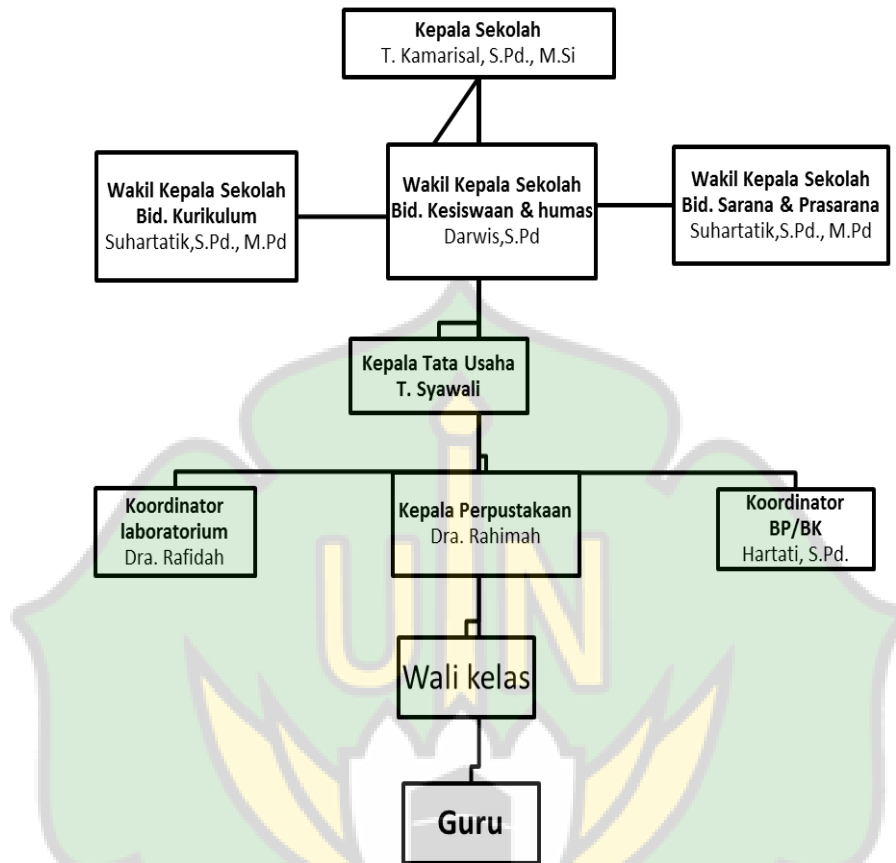 Kepala Sekolah
T. Kamarisal, S.Pd., M.Si
Wakil Kepala Sekolah
Bid. Kurikulum
Suhartatik,S.Pd., M.Pd
Wakil Kepala Sekolah
Bid. Kesiswaan & humas
Darwis,S.Pd
Wakil Kepala Sekolah
Bid. Sarana & Prasarana
Suhartatik,S.Pd., M.Pd
Kepala Tata Usaha
T. Syawali
Koordinator
laboratorium
Dra. Rafidah
Kepala Perpustakaan
Dra. Rahimah
Koordinator
BP/BK
Hartati, S.Pd.
UIN
Wali kelas
Guru